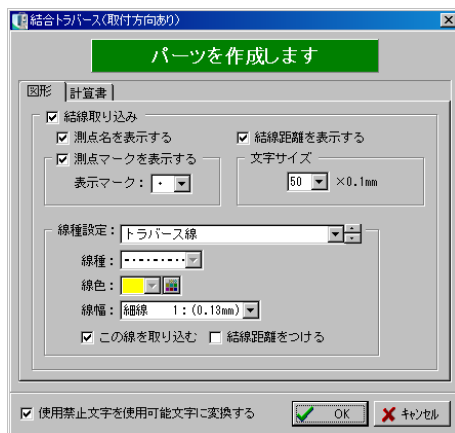 結合トラバース(取付方向あり)
パーツを作成します
図形 計算書
結線取り込み
測点名を表示する 結線距離を表示する
測点マークを表示する 文字サイズ
表示マーク: ・ 50 ×0.1mm
線種設定: トラバース線
線種:
線色:
線幅: 細線 1:(0.13mm)
この線を取り込む 結線距離をつける
使用禁止文字を使用可能文字に変換する OK キャンセル